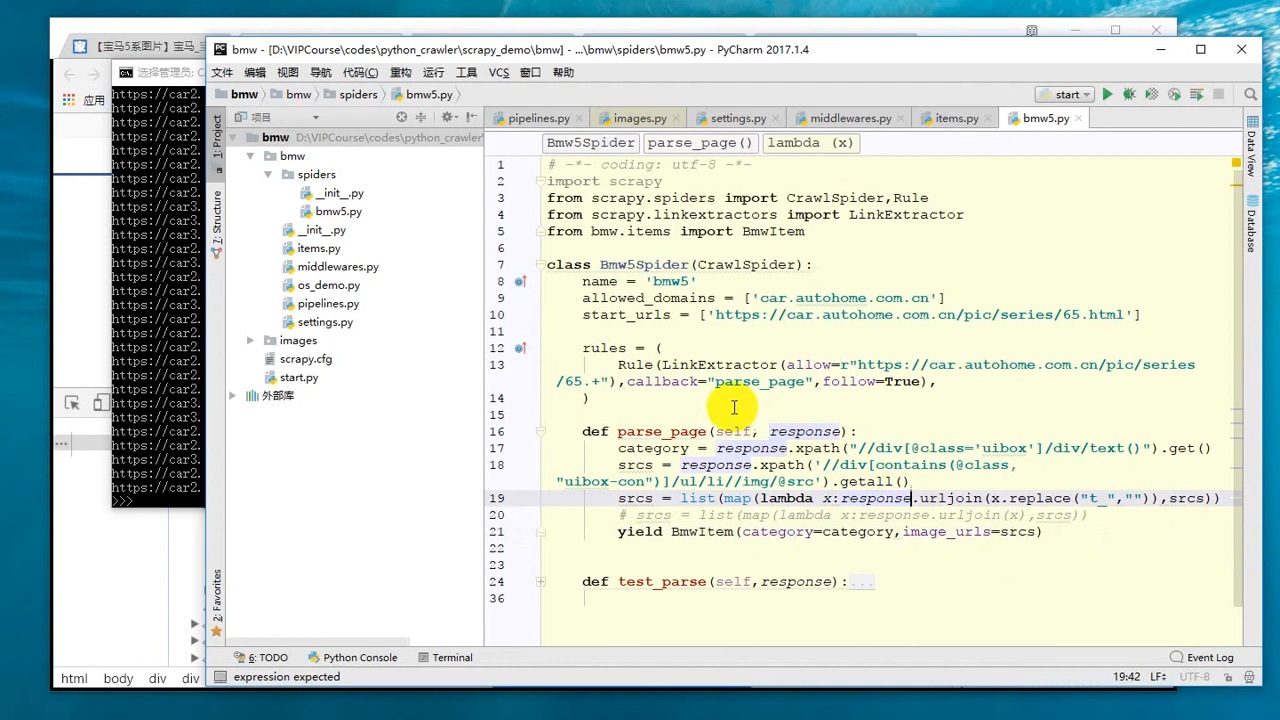 【宝马5系图片】宝马_宝
bmw - [D:\VIPCourse\codes\python_crawler\scrapy_demo\bmw] - ...\bmw\spiders\bmw5.py - PyCharm 2017.1.4
选择管理员: C
应用
文件 编辑 视图 导航 代码(C) 重构 运行 工具 VCS 窗口 帮助
bmw bmw spiders bmw5.py
start
项目
pipelines.py images.py settings.py middlewares.py items.py bmw5.py
Bmw5Spider parse_page() lambda (x)
https://car2.
https://car2.
https://car2.
https://car2.
https://car2.
https://car3.
https://car3.
https://car2.
https://car2.
https://car3.
https://car2.
https://car2.
https://car2.
https://car2.
https://car3.
https://car3.
https://car3.
https://car3.
https://car2.
>>>
1: Project
7: Structure
2: Favorites
bmw D:\VIPCourse\codes\python_crawler
bmw
spiders
__init__.py
bmw5.py
__init__.py
items.py
middlewares.py
os_demo.py
pipelines.py
settings.py
images
scrapy.cfg
start.py
外部库
1 # -*- coding: utf-8 -*-
2 import scrapy
3 from scrapy.spiders import CrawlSpider,Rule
4 from scrapy.linkextractors import LinkExtractor
5 from bmw.items import BmwItem
7 class Bmw5Spider(CrawlSpider):
8 name = 'bmw5'
9 allowed_domains = ['car.autohome.com.cn']
10 start_urls = ['https://car.autohome.com.cn/pic/series/65.html']
11
12 rules = (
13 Rule(LinkExtractor(allow=r"https://car.autohome.com.cn/pic/series
/65.+"),callback="parse_page",follow=True),
14 )
15
16 def parse_page(self, response):
17 category = response.xpath("//div[@class='uibox']/div/text()").get()
18 srcs = response.xpath('//div[contains(@class,
"uibox-con")]/ul/li//img/@src').getall()
19 srcs = list(map(lambda x:response.urljoin(x.replace("t_","")),srcs))
20 # srcs = list(map(lambda x:response.urljoin(x),srcs))
21 yield BmwItem(category=category,image_urls=srcs)
22
23
24 def test_parse(self,response):...
36
Data View
Database
6: TODO Python Console Terminal Event Log
expression expected 19:42 LF÷ UTF-8
html body div div